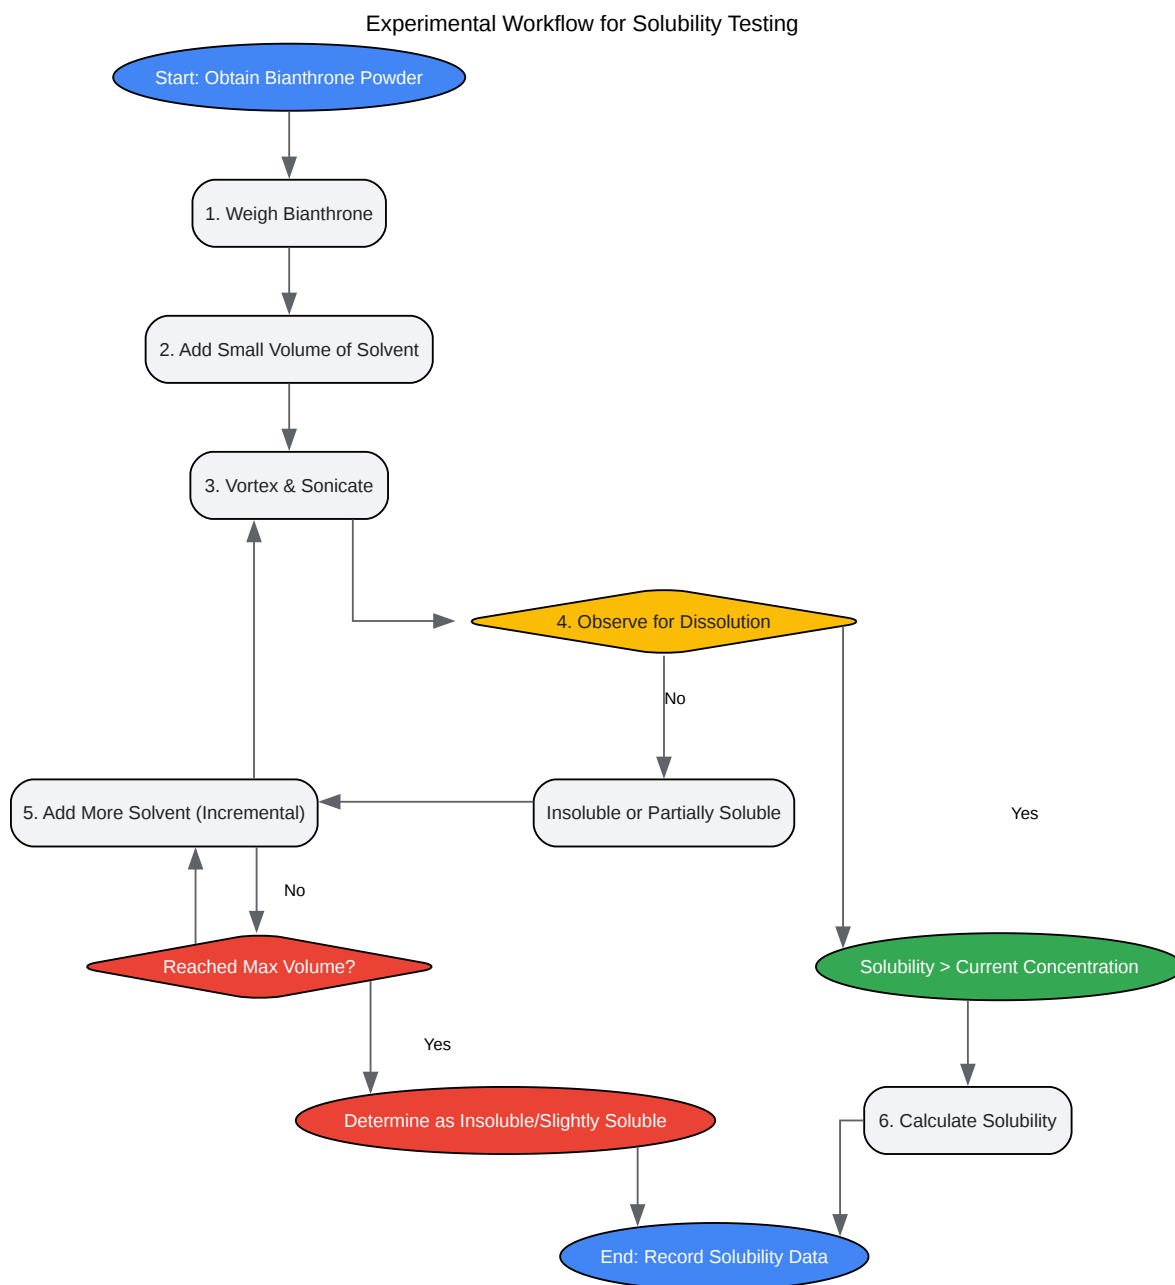 Experimental Workflow for Solubility Testing
Start: Obtain Bianthrone Powder
1. Weigh Bianthrone
2. Add Small Volume of Solvent
3. Vortex & Sonicate
4. Observe for Dissolution
No
5. Add More Solvent (Incremental)
Insoluble or Partially Soluble
Yes
No
Reached Max Volume?
Solubility > Current Concentration
Yes
Determine as Insoluble/Slightly Soluble
6. Calculate Solubility
End: Record Solubility Data